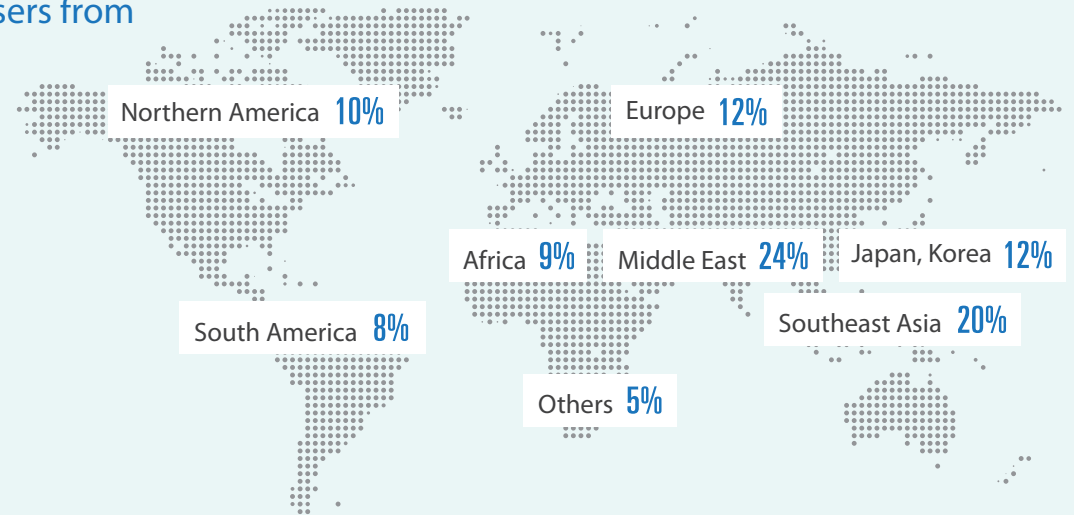 sers from
Northern America 10%
Europe 12%
Africa 9%
Middle East 24%
Japan, Korea 12%
South America 8%
Southeast Asia 20%
Others 5%